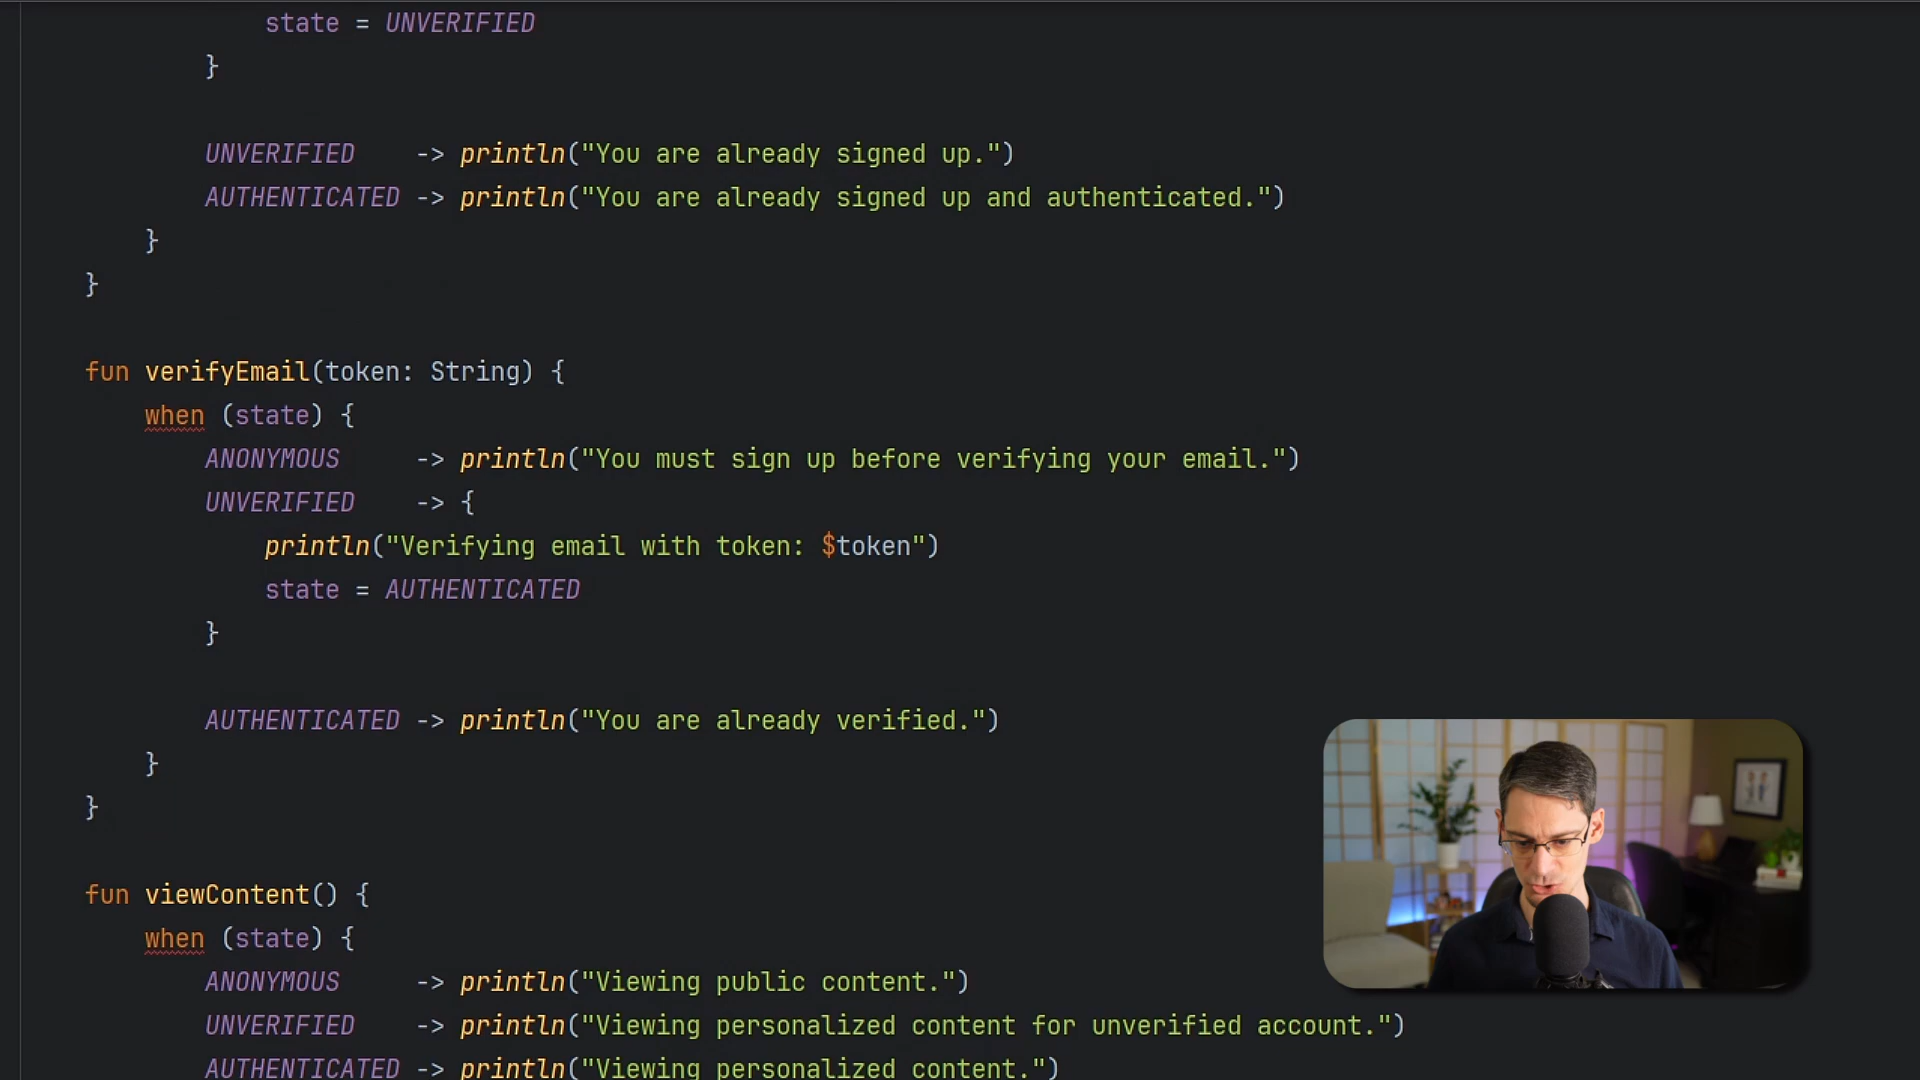 state = UNVERIFIED
}
UNVERIFIED -> println("You are already signed up.")
AUTHENTICATED -> println("You are already signed up and authenticated.")
}
}
fun verifyEmail(token: String) {
when (state) {
ANONYMOUS -> println("You must sign up before verifying your email.")
UNVERIFIED -> {
println("Verifying email with token: $token")
state = AUTHENTICATED
}
AUTHENTICATED -> println("You are already verified.")
}
}
fun viewContent() {
when (state) {
ANONYMOUS -> println("Viewing public content.")
UNVERIFIED -> println("Viewing personalized content for unverified account.")
AUTHENTICATED -> println("Viewing personalized content.")